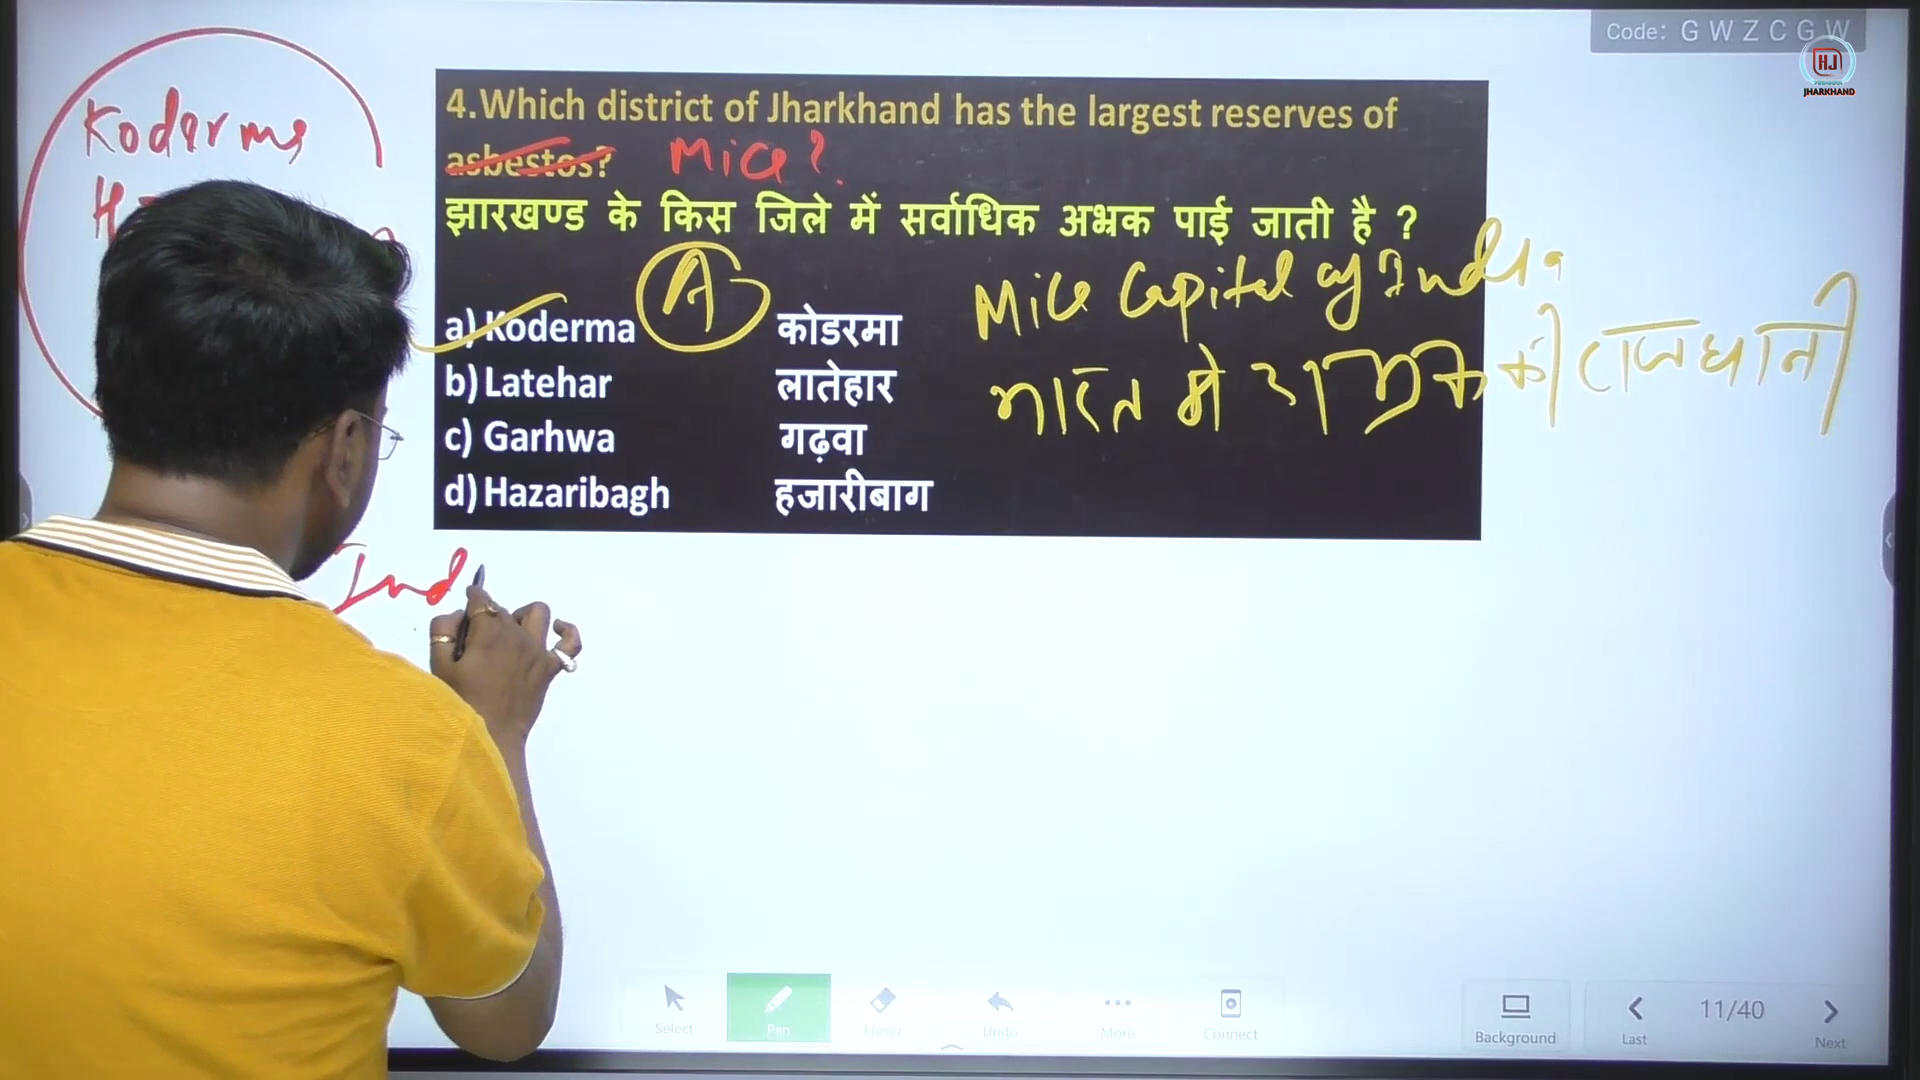 Code: G W Z C G W
HJ
JHARKHAND
Koderma
4.Which district of Jharkhand has the largest reserves of
asbestos? Mica?
झारखण्ड के किस जिले में सर्वाधिक अभ्रक पाई जाती है ?
A
Mica Capital of India
a) Koderma कोडरमा
भारत में अभ्रक की राजधानी
b) Latehar लातेहार
c) Garhwa गढ़वा
d) Hazaribagh हजारीबाग
Ind
Select
Pen
Eraser
Undo
More
Connect
Background
Last
11/40
Next